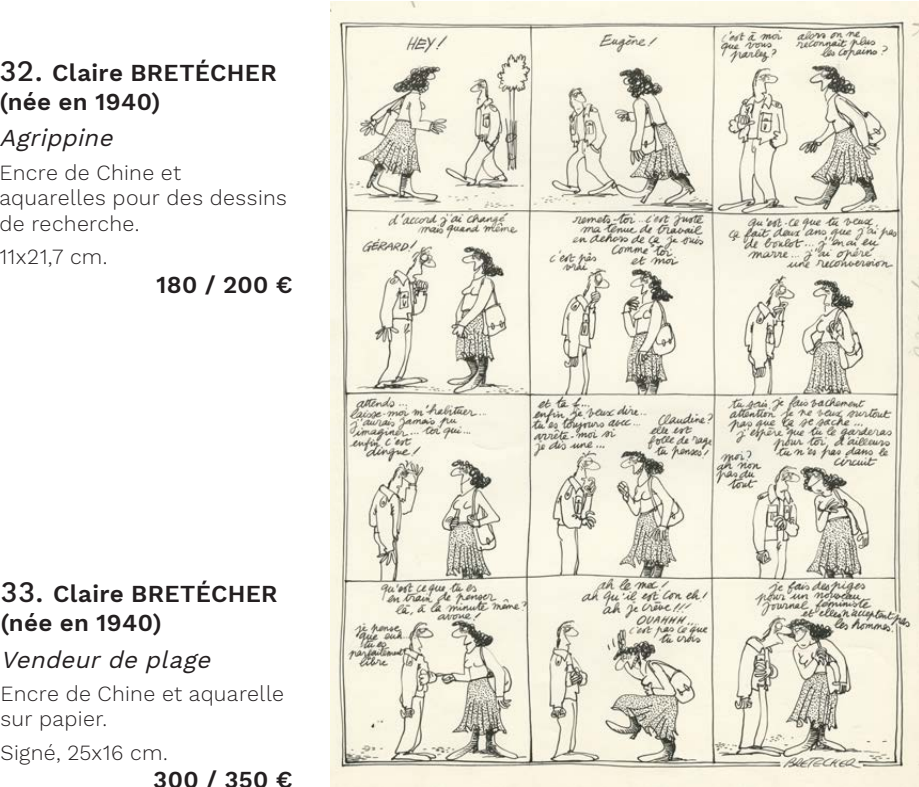 32. Claire BRETÉCHER
(née en 1940)
Agrippine
Encre de Chine et
aquarelles pour des dessins
de recherche.
11x21,7 cm.
180 / 200 €
33. Claire BRETÉCHER
(née en 1940)
Vendeur de plage
Encre de Chine et aquarelle
sur papier.
Signé, 25x16 cm.
300 / 350 €
HEY!
Eugène!
c'est à moi
que vous
parlez?
alors on ne
reconnait plus
les copains?
d'accord j'ai changé
mais quand même
GÉRARD!
remets-toi.. c'est juste
ma tenue de travail
en dehors de ça je suis
comme toi
et moi
c'est pas
vrai
qu'est-ce que tu veux
ça fait deux ans que j'ai pas
de boulot... j'en ai eu
marre... j'ai opéré
une reconversion
attends...
laisse-moi m'habituer...
j'aurais jamais pu
imaginer... toi qui...
enfin c'est
dingue!
et ta f...
enfin je veux dire...
tu es toujours avec...
arrête-moi si
je dis une...
Claudine?
elle est
folle de rage
tu penses!
tu sais je fais vachement
attention je ne veux surtout
pas que ça se sache...
j'espère que tu le garderas
pour toi d'ailleurs
tu n'es pas dans le
circuit
moi?
ah non
pas du
tout
qu'est ce que tu es
en train de penser
là, à la minute même?
avoue!
je pense
que euh..
tu es
parfaitement
libre
ah le mec!
ah qu'il est con eh!
ah je crève!!!
OUAHHH...
c'est pas ce que
tu crois
je fais des piges
pour un nouveau
journal féministe
et elles n'acceptent pas
les hommes!
BRETECHER